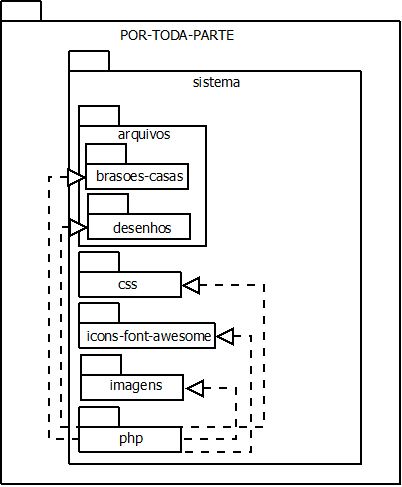 POR-TODA-PARTE
sistema
arquivos
brasoes-casas
desenhos
css
icons-font-awesome
imagens
php